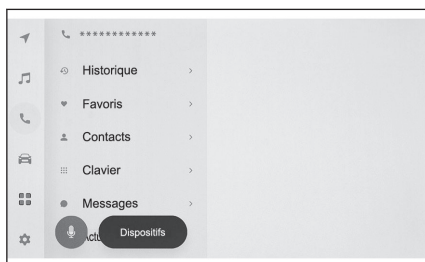 ************
Historique
Favoris
Contacts
Clavier
Messages
Dispositifs